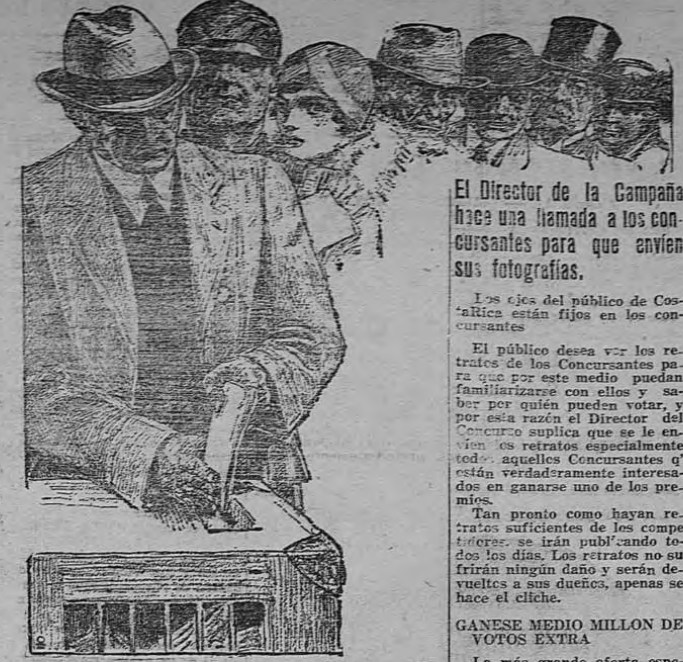 El Director de la Campaña
hace una llamada a los con-
cursantes para que envíen
sus fotografías.
Los ojos del público de Cos-
taRica están fijos en los con-
cursantes
El público desea ver los re-
tratos de los Concursantes pa-
ra que por este medio puedan
familiarizarse con ellos y sa-
ber por quién pueden votar, y
por esta razón el Director del
Concurso suplica que se le en-
víen los retratos especialmente
todos aquellos Concursantes q'
están verdaderamente interesa-
dos en ganarse uno de los pre-
mios.
Tan pronto como hayan re-
tratos suficientes de los compe
tidores, se irán publicando to-
dos los días. Los retratos no su
frirán ningún daño y serán de-
vueltos a sus dueños, apenas se
hace el cliche.
GANESE MEDIO MILLON DE
VOTOS EXTRA
La más grande oferta espe-